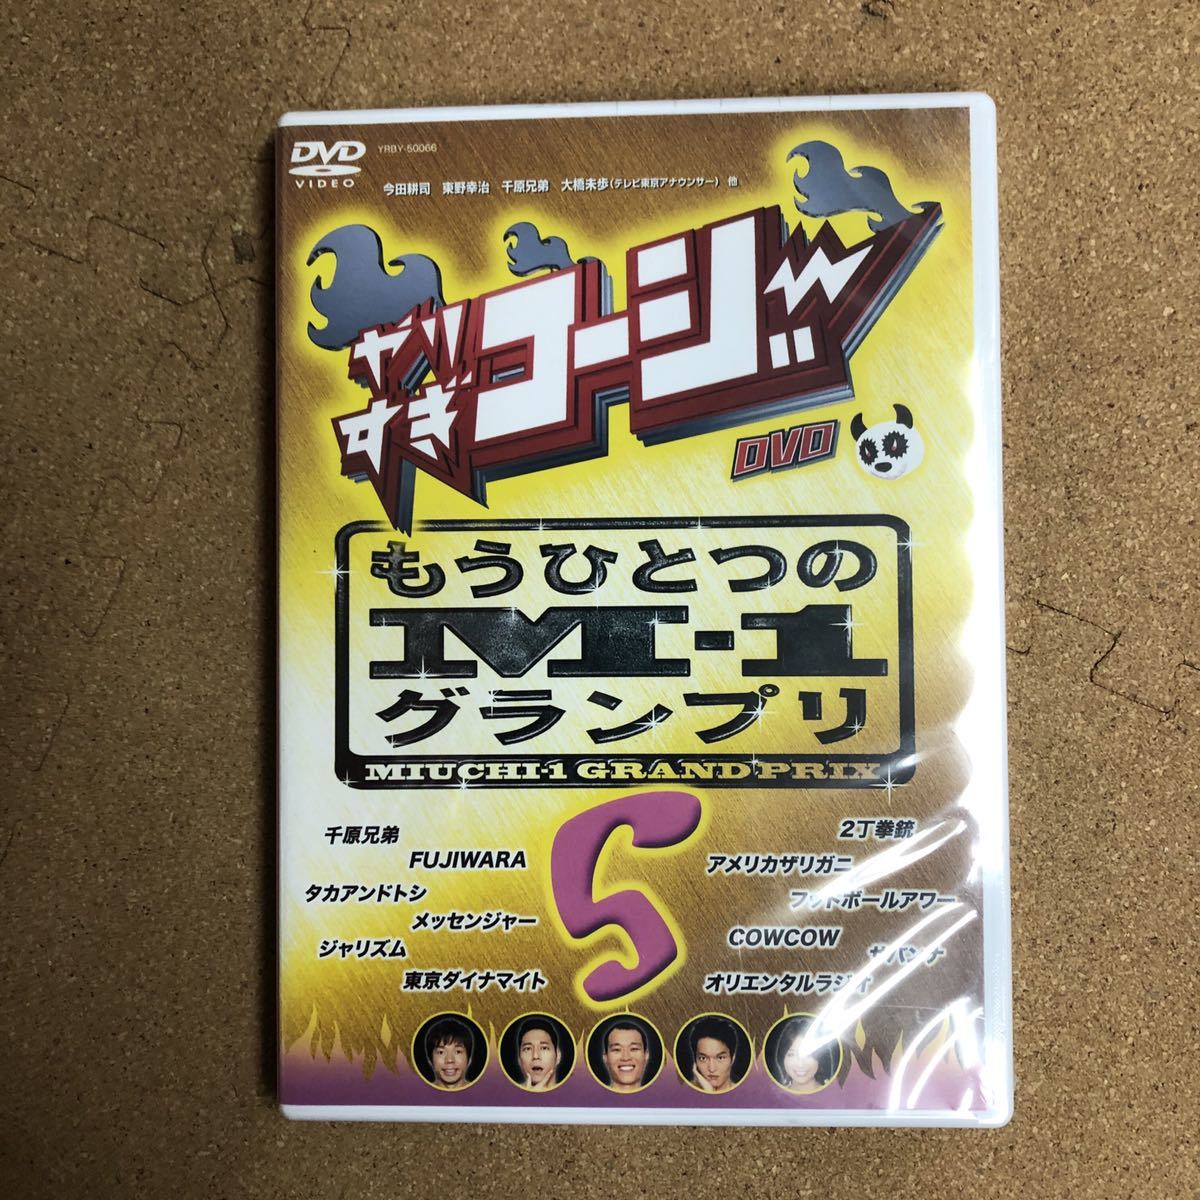 DVD
VIDEO
YRBY-50066
今田耕司 東野幸治 千原兄弟 大橋未歩(テレビ東京アナウンサー) 他
やりすぎコージー
DVD
もうひとつの
M-1
グランプリ
MIUCHI-1 GRAND PRIX
5
千原兄弟
FUJIWARA
タカアンドトシ
メッセンジャー
ジャリズム
東京ダイナマイト
2丁拳銃
アメリカザリガニ
フットボールアワー
COWCOW
サバンナ
オリエンタルラジオ